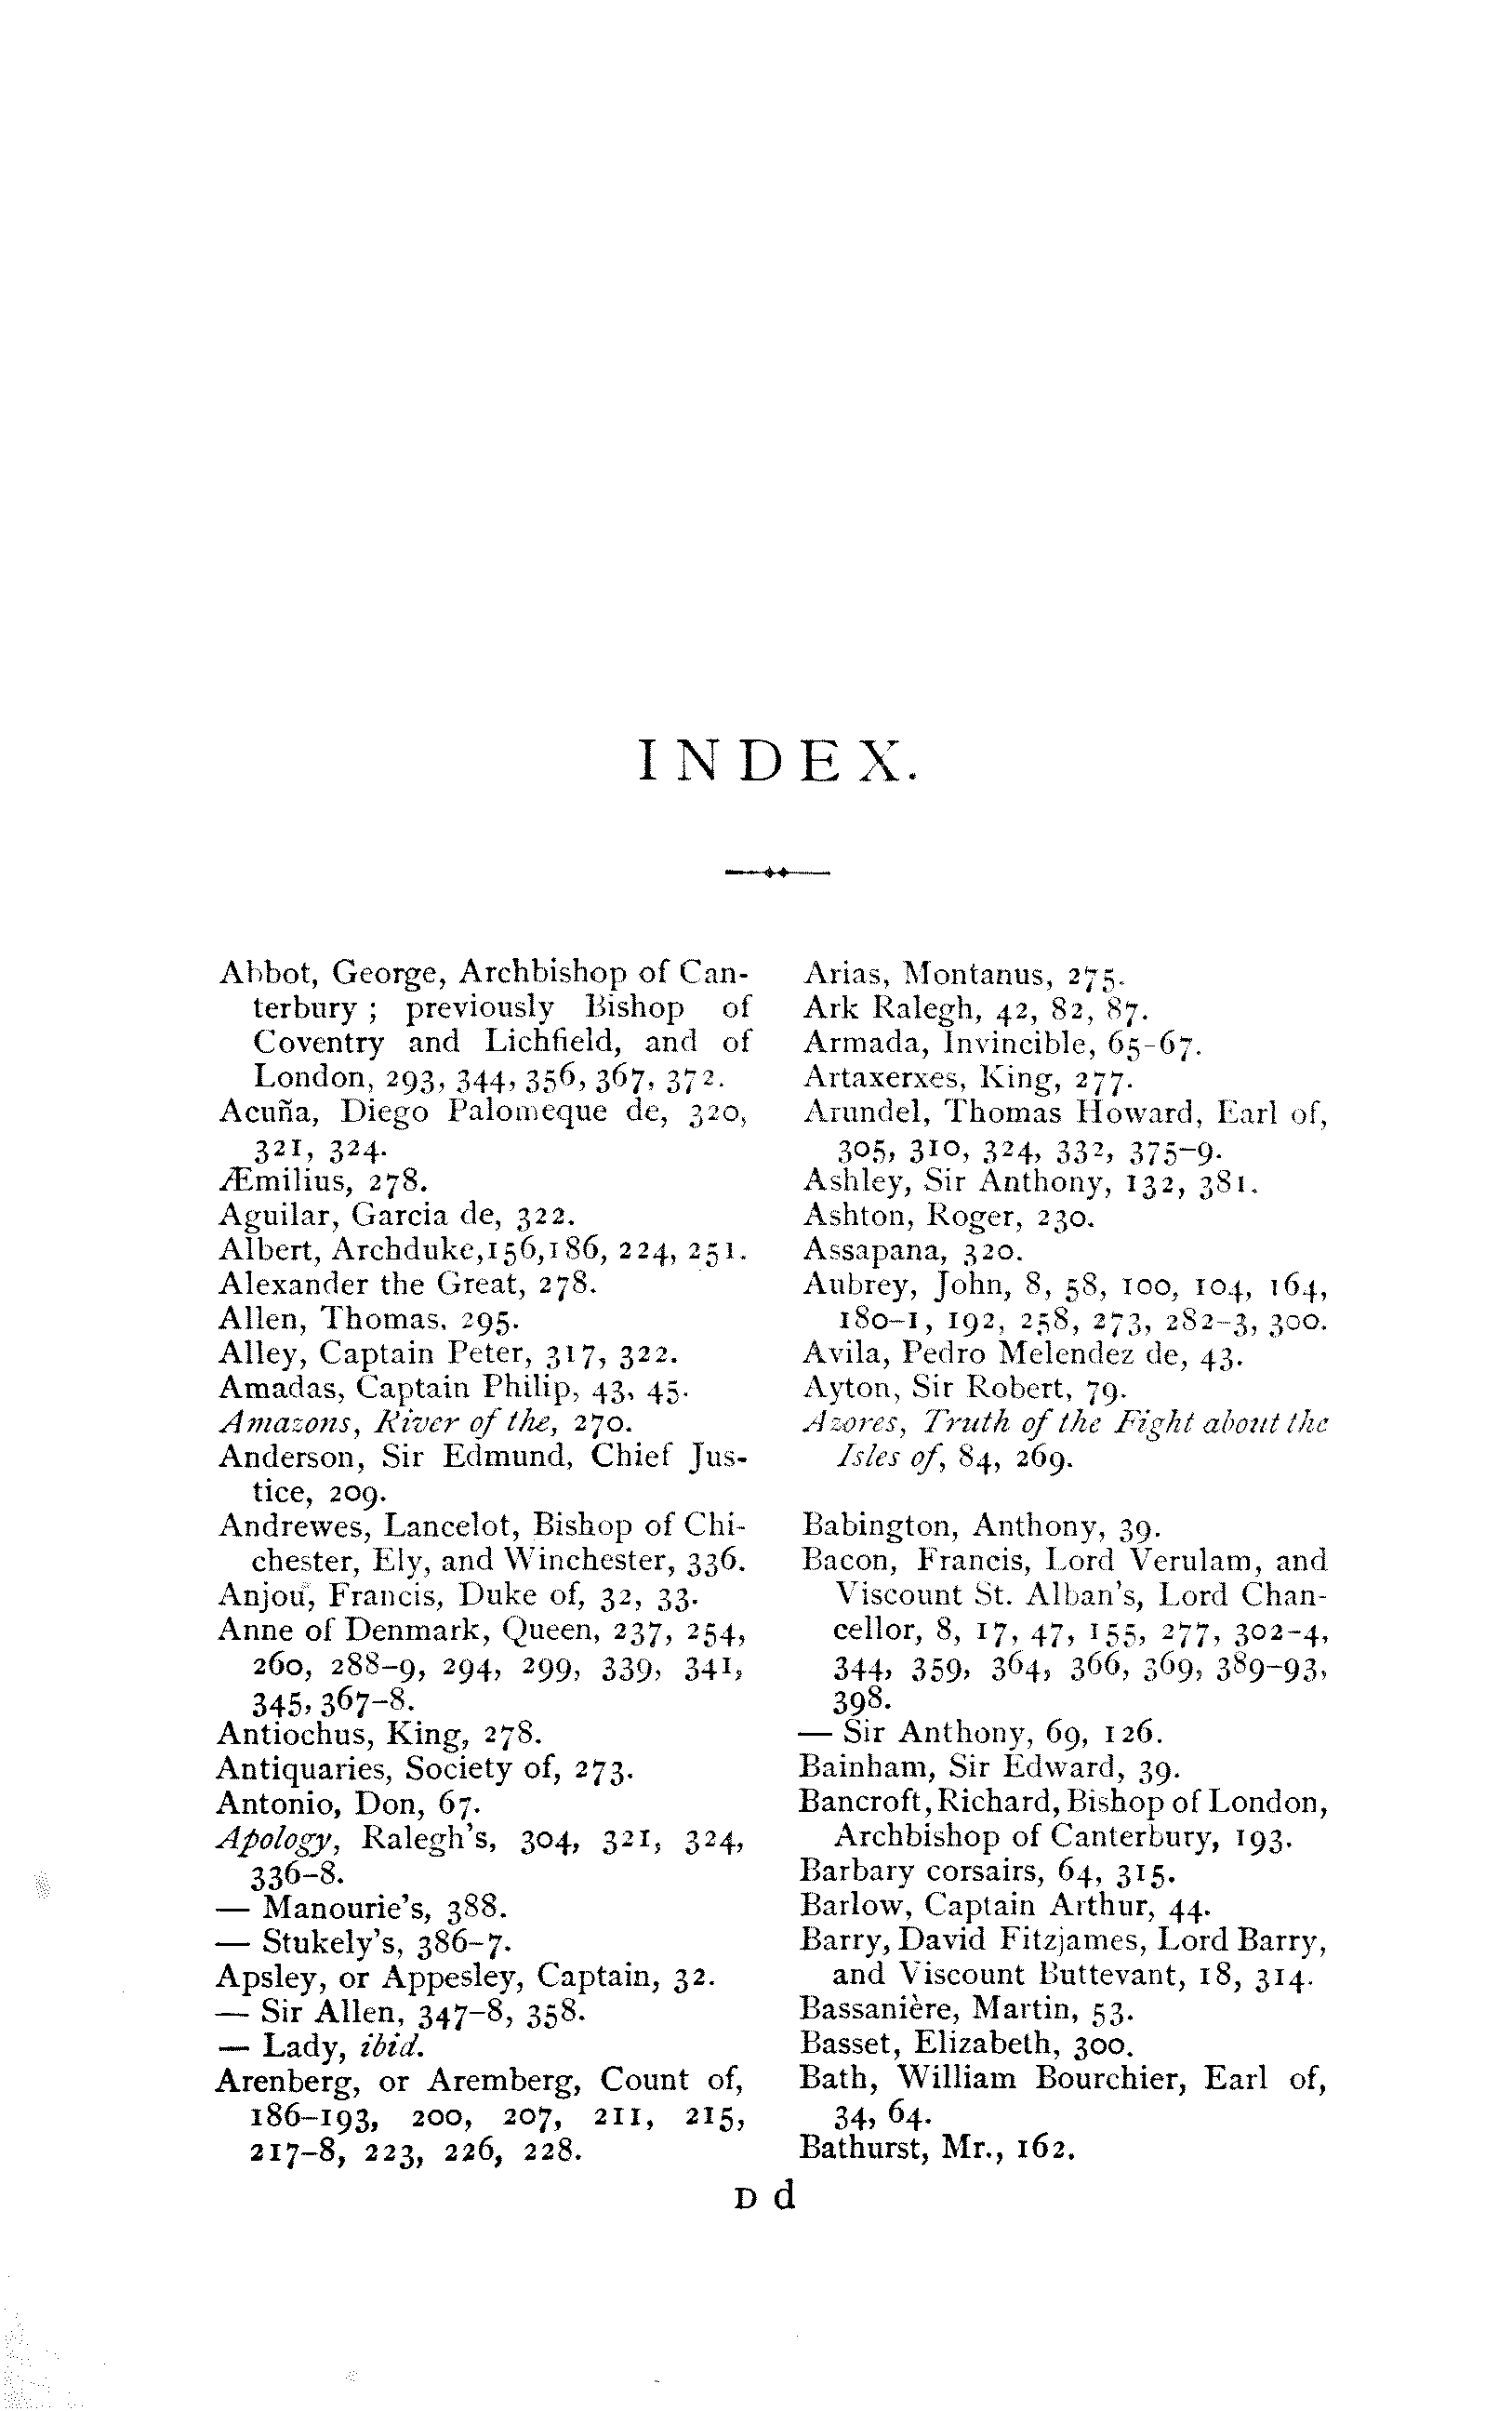 INDEX.
Abbot, George, Archbishop of Can-
terbury ; previously Bishop of
Coventry and Lichfield, and of
London, 293, 344, 356, 367, 372.
Acuña, Diego Palomeque de, 320,
321, 324.
Æmilius, 278.
Aguilar, Garcia de, 322.
Albert, Archduke,156,186, 224, 251.
Alexander the Great, 278.
Allen, Thomas, 295.
Alley, Captain Peter, 317, 322.
Amadas, Captain Philip, 43, 45.
Amazons, River of the, 270.
Anderson, Sir Edmund, Chief Jus-
tice, 209.
Andrewes, Lancelot, Bishop of Chi-
chester, Ely, and Winchester, 336.
Anjou, Francis, Duke of, 32, 33.
Anne of Denmark, Queen, 237, 254,
260, 288–9, 294, 299, 339, 341,
345, 367–8.
Antiochus, King, 278.
Antiquaries, Society of, 273.
Antonio, Don, 67.
Apology, Ralegh's, 304, 321, 324,
336–8.
— Manourie's, 388.
— Stukely's, 386–7.
Apsley, or Appesley, Captain, 32.
— Sir Allen, 347–8, 358.
— Lady, ibid.
Arenberg, or Aremberg, Count of,
186–193, 200, 207, 211, 215,
217–8, 223, 226, 228.
Arias, Montanus, 275.
Ark Ralegh, 42, 82, 87.
Armada, Invincible, 65–67.
Artaxerxes, King, 277.
Arundel, Thomas Howard, Earl of,
305, 310, 324, 332, 375–9.
Ashley, Sir Anthony, 132, 381.
Ashton, Roger, 230.
Assapana, 320.
Aubrey, John, 8, 58, 100, 104, 164,
180–1, 192, 258, 273, 282–3, 300.
Avila, Pedro Melendez de, 43.
Ayton, Sir Robert, 79.
Azores, Truth of the Fight about the
Isles of, 84, 269.
Babington, Anthony, 39.
Bacon, Francis, Lord Verulam, and
Viscount St. Alban's, Lord Chan-
cellor, 8, 17, 47, 155, 277, 302–4,
344, 359, 364, 366, 369, 389–93,
398.
— Sir Anthony, 69, 126.
Bainham, Sir Edward, 39.
Bancroft, Richard, Bishop of London,
Archbishop of Canterbury, 193.
Barbary corsairs, 64, 315.
Barlow, Captain Arthur, 44.
Barry, David Fitzjames, Lord Barry,
and Viscount Buttevant, 18, 314.
Bassanière, Martin, 53.
Basset, Elizabeth, 300.
Bath, William Bourchier, Earl of,
34, 64.
Bathurst, Mr., 162.
D d